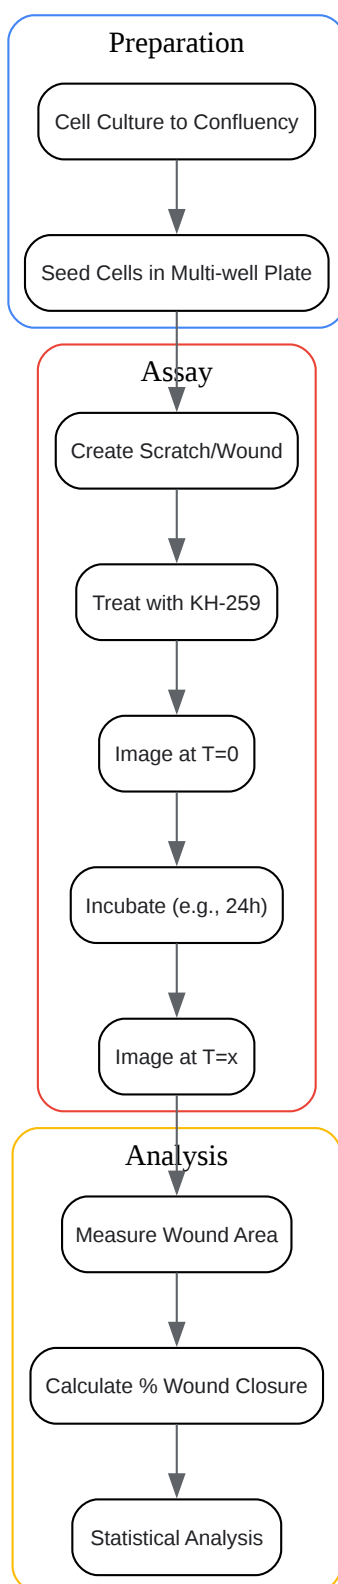 Preparation
Cell Culture to Confluency
Seed Cells in Multi-well Plate
Assay
Create Scratch/Wound
Treat with KH-259
Image at T=0
Incubate (e.g., 24h)
Image at T=x
Analysis
Measure Wound Area
Calculate % Wound Closure
Statistical Analysis